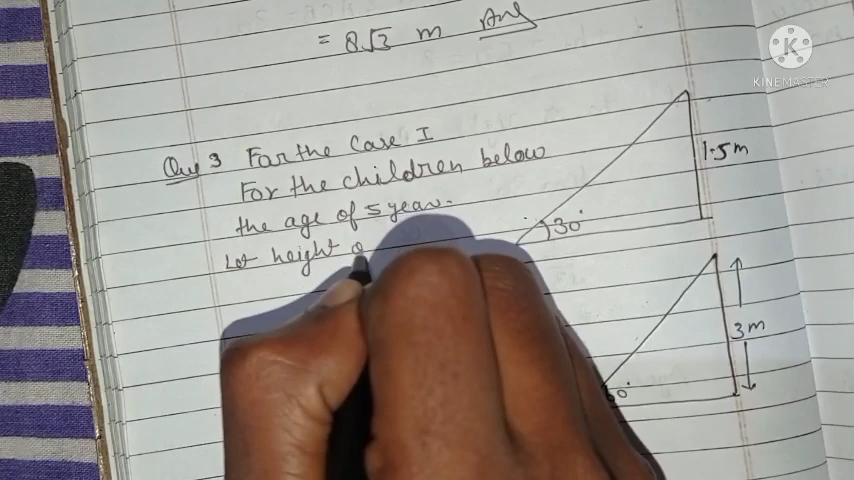 = 8√3 m Ans
K
KINEMASTER
Que 3 For the Case I
For the children below
the age of 5 year.
Let height o
1.5m
30°
3m
60°